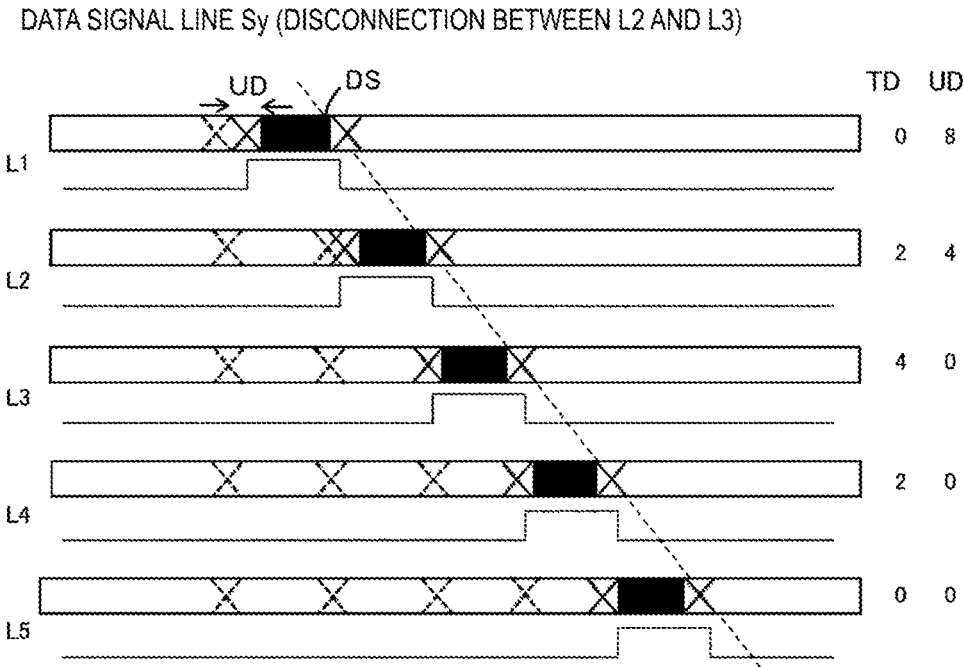 DATA SIGNAL LINE Sy (DISCONNECTION BETWEEN L2 AND L3)
UD DS TD UD
0 8
L1
2 4
L2
4 0
L3
2 0
L4
0 0
L5